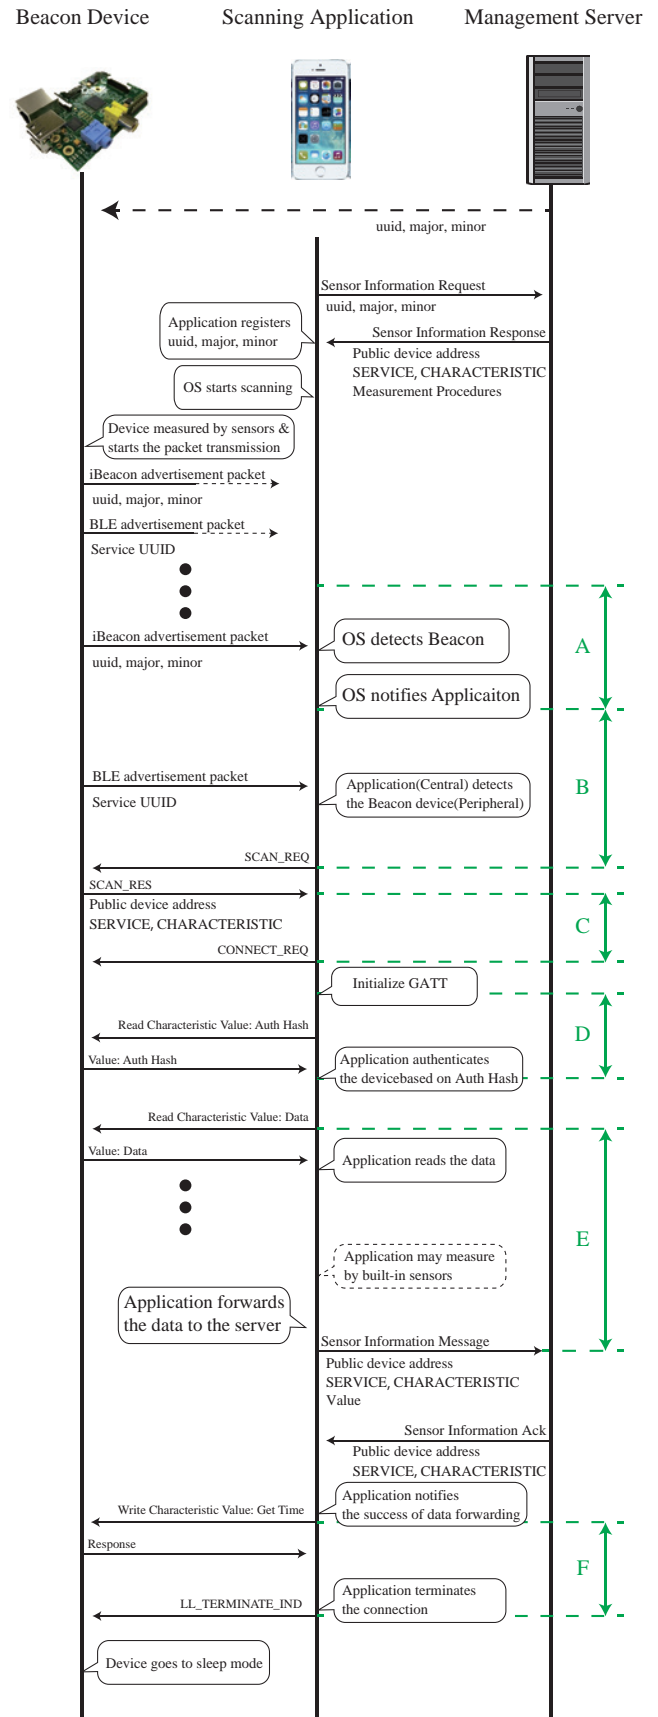 Beacon Device
Scanning Application
Management Server
uuid, major, minor
Sensor Information Request
uuid, major, minor
Application registers
uuid, major, minor
Sensor Information Response
Public device address
SERVICE, CHARACTERISTIC
Measurement Procedures
OS starts scanning
Device measured by sensors &
starts the packet transmission
iBeacon advertisement packet
uuid, major, minor
BLE advertisement packet
Service UUID
iBeacon advertisement packet
uuid, major, minor
OS detects Beacon
A
OS notifies Applicaiton
BLE advertisement packet
Service UUID
Application(Central) detects
the Beacon device(Peripheral)
B
SCAN_REQ
SCAN_RES
Public device address
SERVICE, CHARACTERISTIC
C
CONNECT_REQ
Initialize GATT
Read Characteristic Value: Auth Hash
D
Value: Auth Hash
Application authenticates
the devicebased on Auth Hash
Read Characteristic Value: Data
Value: Data
Application reads the data
E
Application may measure
by built-in sensors
Application forwards
the data to the server
Sensor Information Message
Public device address
SERVICE, CHARACTERISTIC
Value
Sensor Information Ack
Public device address
SERVICE, CHARACTERISTIC
Application notifies
the success of data forwarding
Write Characteristic Value: Get Time
Response
F
Application terminates
the connection
LL_TERMINATE_IND
Device goes to sleep mode